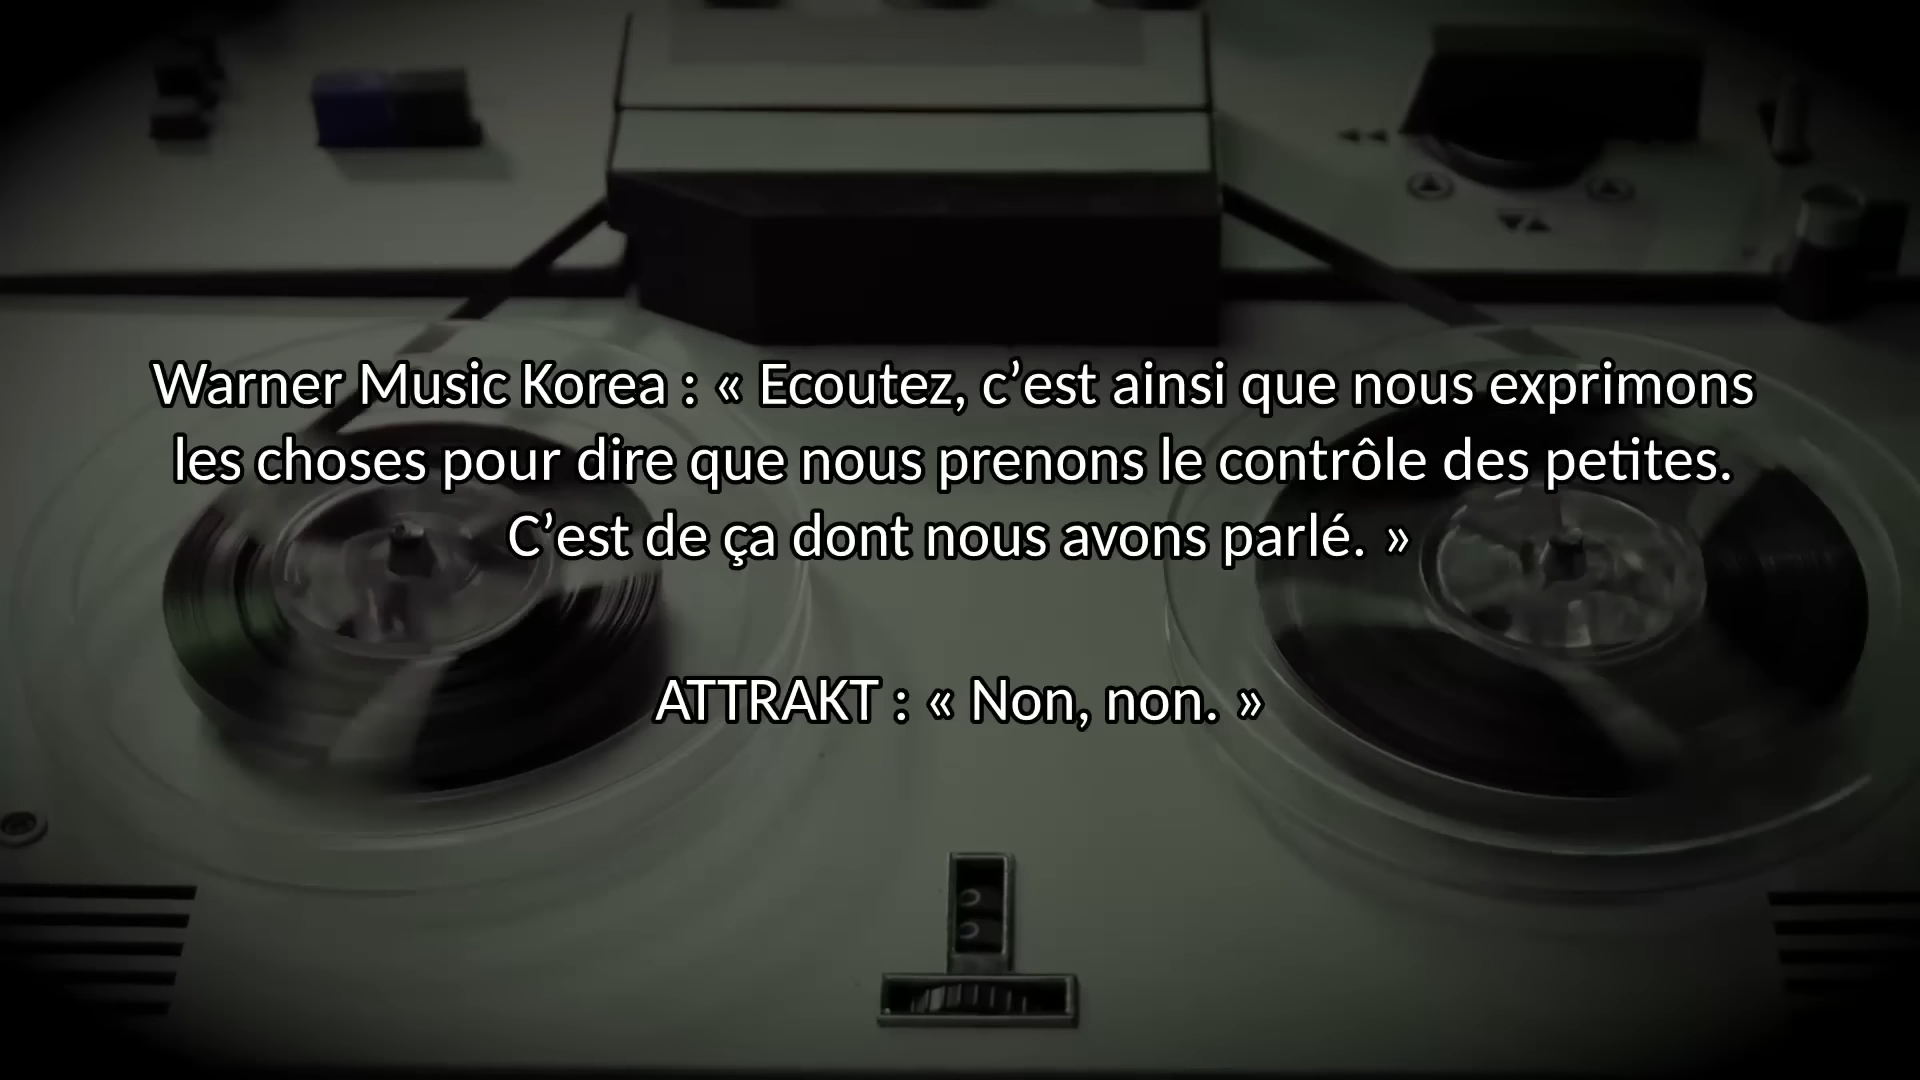 Warner Music Korea : « Ecoutez, c’est ainsi que nous exprimons
les choses pour dire que nous prenons le contrôle des petites.
C’est de ça dont nous avons parlé. »
ATTRAKT : « Non, non. »